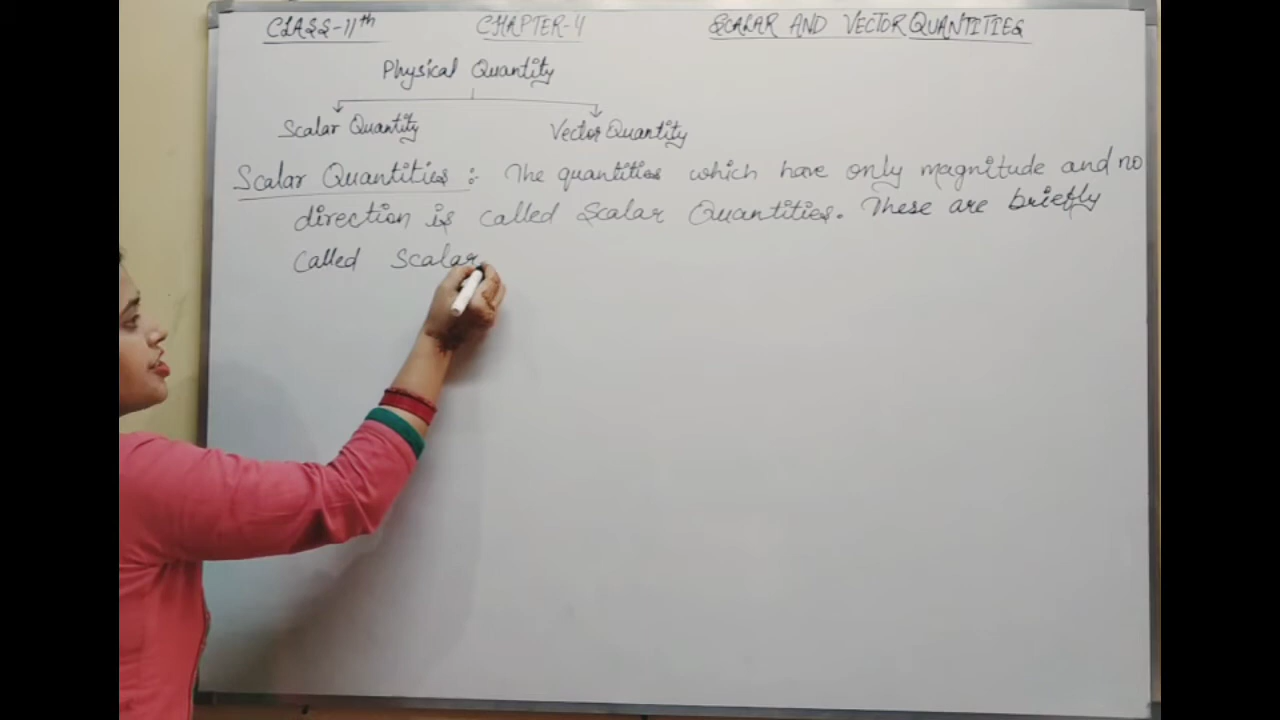 CLASS-11th CHAPTER-4 SCALAR AND VECTOR QUANTITIES
Physical Quantity
Scalar Quantity Vector Quantity
Scalar Quantities :- The quantities which have only magnitude and no
direction is called Scalar Quantities. These are briefly
called Scalar